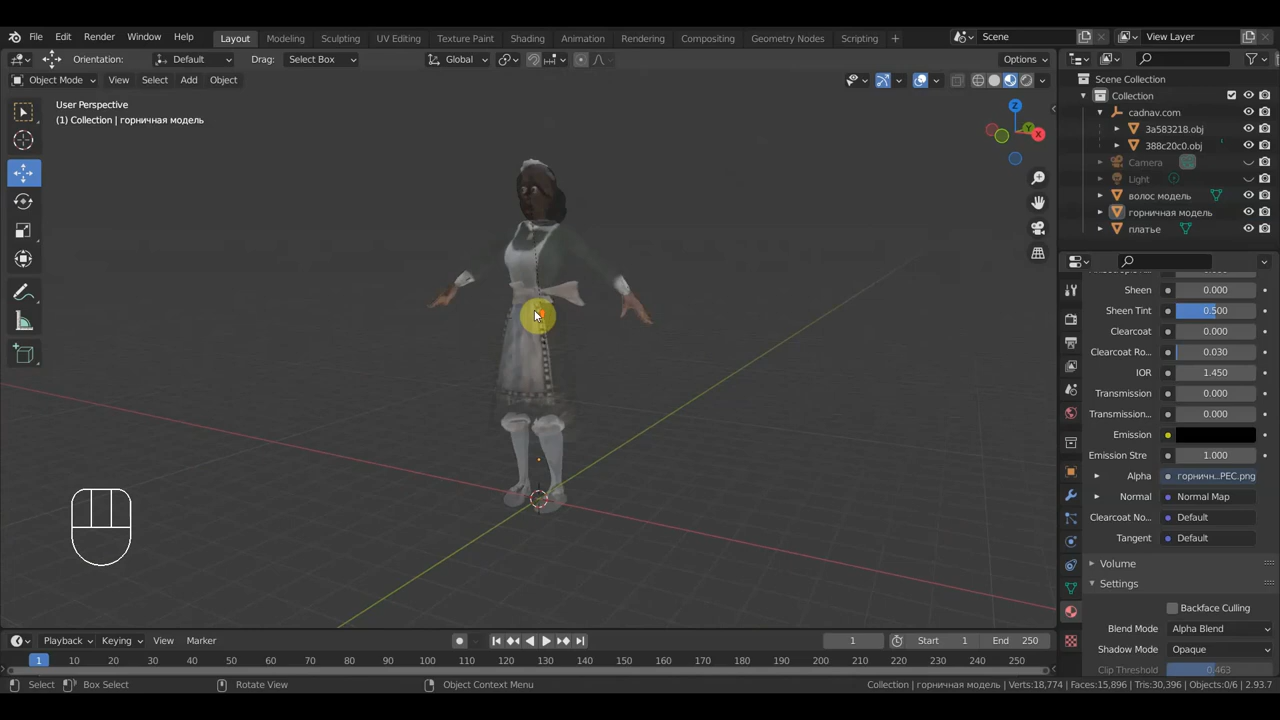 File Edit Render Window Help Layout Modeling Sculpting UV Editing Texture Paint Shading Animation Rendering Compositing Geometry Nodes Scripting + Scene View Layer
Orientation: Default Drag: Select Box Global Options
Object Mode View Select Add Object
Scene Collection
Collection
cadnav.com
3a583218.obj
388c20c0.obj
Camera
Light
волос модель
горничная модель
платье
User Perspective
(1) Collection | горничная модель
Z
Y
X
Sheen 0.000
Sheen Tint 0.500
Clearcoat 0.000
Clearcoat Ro... 0.030
IOR 1.450
Transmission 0.000
Transmission... 0.000
Emission
Emission Stre 1.000
Alpha горничн...PEC.png
Normal Normal Map
Clearcoat No... Default
Tangent Default
Volume
Settings
Backface Culling
Blend Mode Alpha Blend
Shadow Mode Opaque
Clip Threshold 0.463
Playback Keying View Marker 1 Start 1 End 250
1 10 20 30 40 50 60 70 80 90 100 110 120 130 140 150 160 170 180 190 200 210 220 230 240 250
Select Box Select Rotate View Object Context Menu Collection | горничная модель | Verts:18,774 | Faces:15,896 | Tris:30,396 | Objects:0/6 | 2.93.7